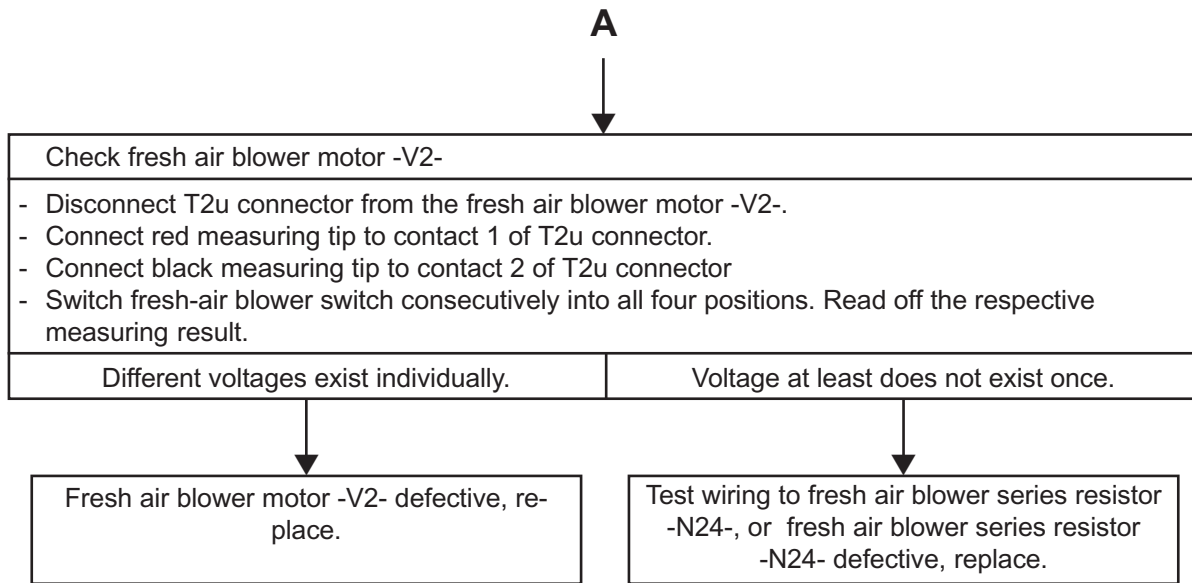 A
Check fresh air blower motor -V2-
- Disconnect T2u connector from the fresh air blower motor -V2-.
- Connect red measuring tip to contact 1 of T2u connector.
- Connect black measuring tip to contact 2 of T2u connector
- Switch fresh-air blower switch consecutively into all four positions. Read off the respective
measuring result.
Different voltages exist individually.
Voltage at least does not exist once.
Fresh air blower motor -V2- defective, re-
place.
Test wiring to fresh air blower series resistor
-N24-, or fresh air blower series resistor
-N24- defective, replace.